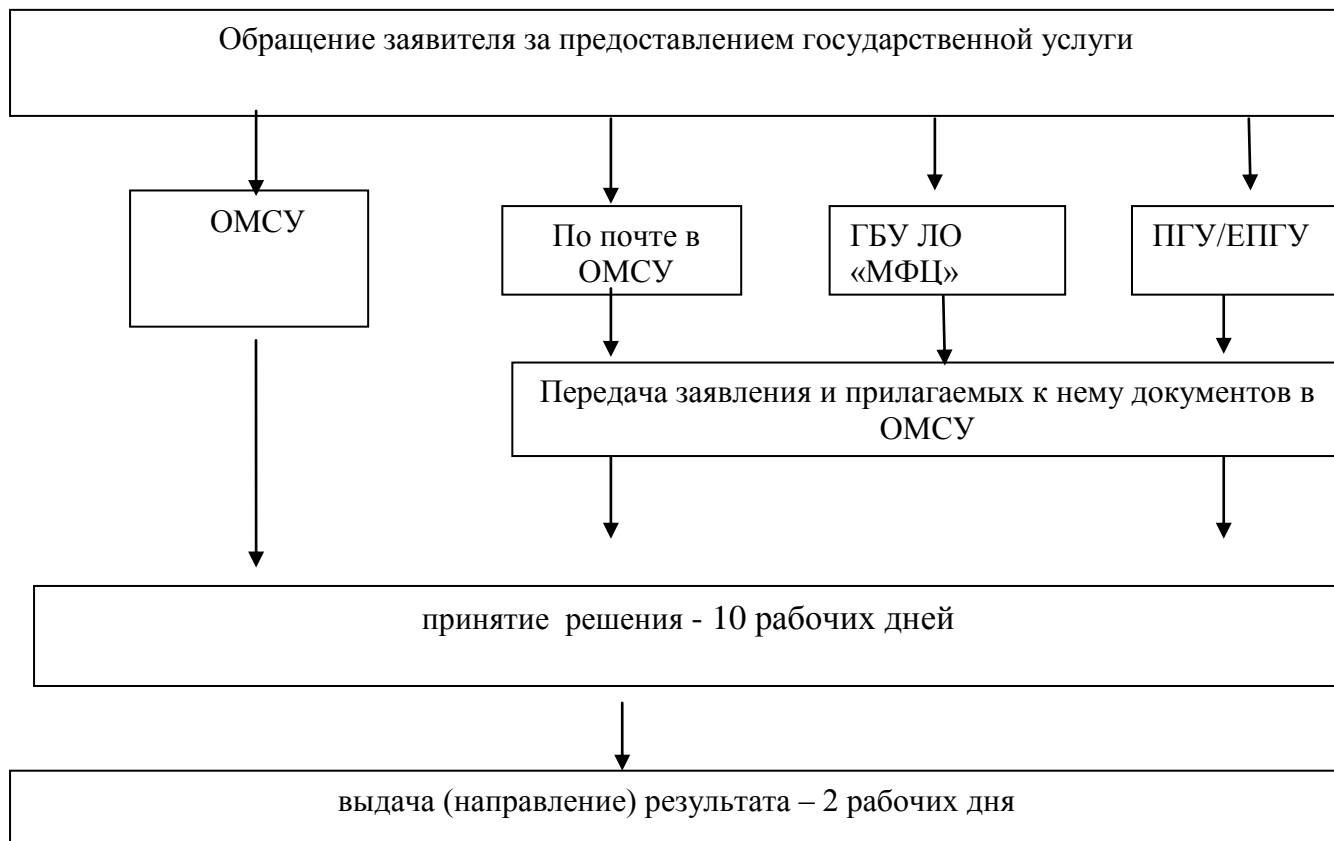 Обращение заявителя за предоставлением государственной услуги
ОМСУ
По почте в
ОМСУ
ГБУ ЛО
«МФЦ»
ПГУ/ЕПГУ
Передача заявления и прилагаемых к нему документов в
ОМСУ
принятие решения - 10 рабочих дней
выдача (направление) результата – 2 рабочих дня